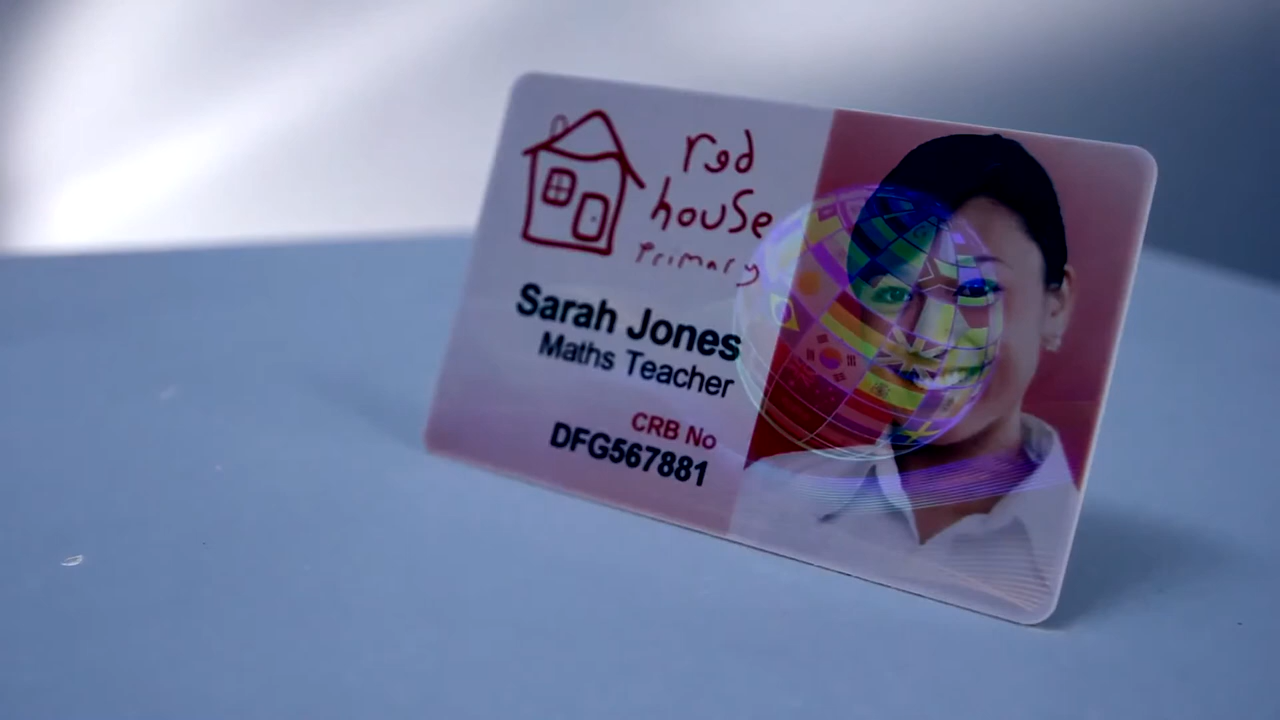 red
house
Primary
Sarah Jones
Maths Teacher
CRB No
DFG567881